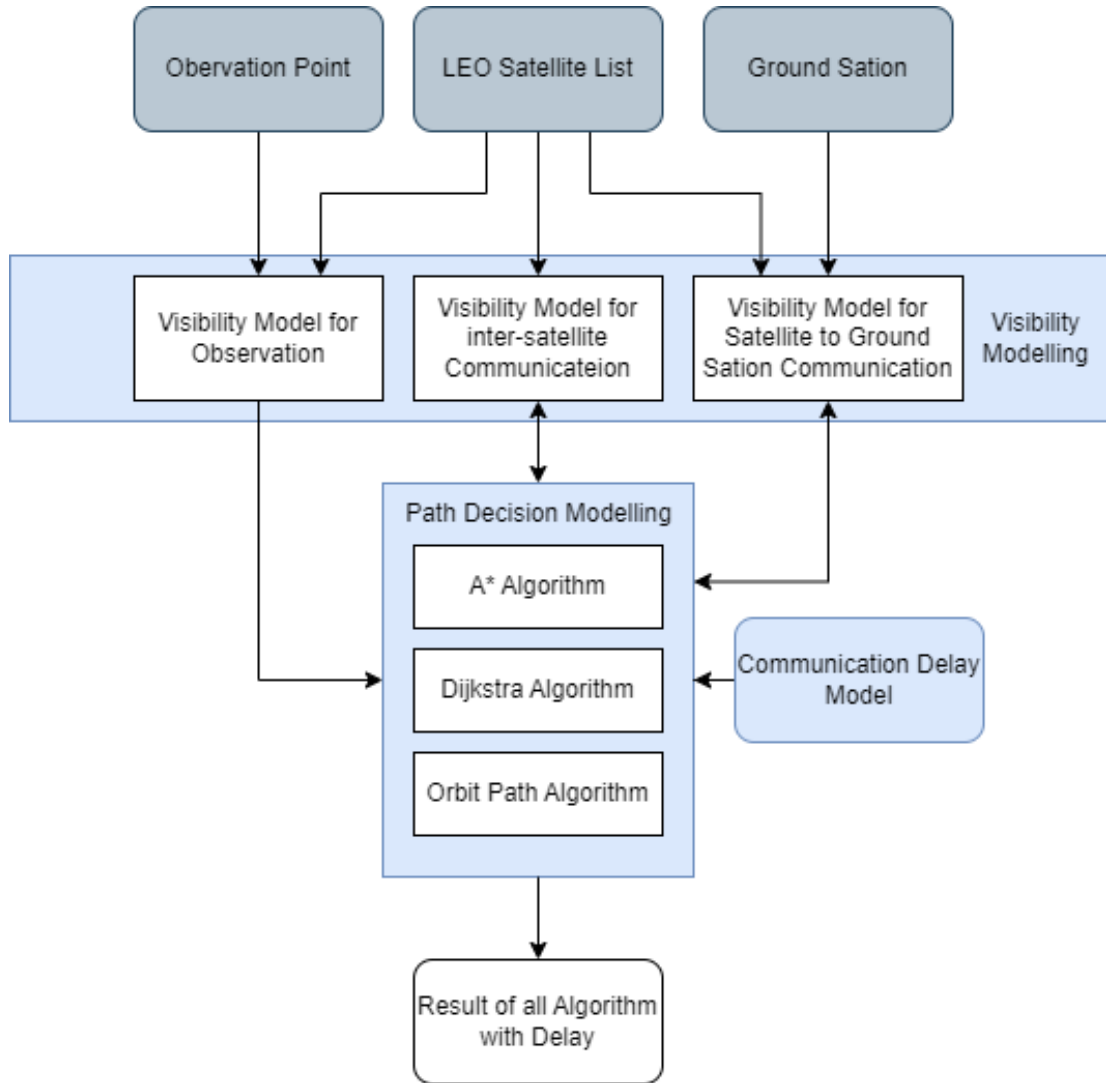 Obervation Point
LEO Satellite List
Ground Sation
Visibility Model for
Observation
Visibility Model for
inter-satellite
Communicateion
Visibility Model for
Satellite to Ground
Sation Communication
Visibility
Modelling
Path Decision Modelling
A* Algorithm
Dijkstra Algorithm
Orbit Path Algorithm
Communication Delay
Model
Result of all Algorithm
with Delay